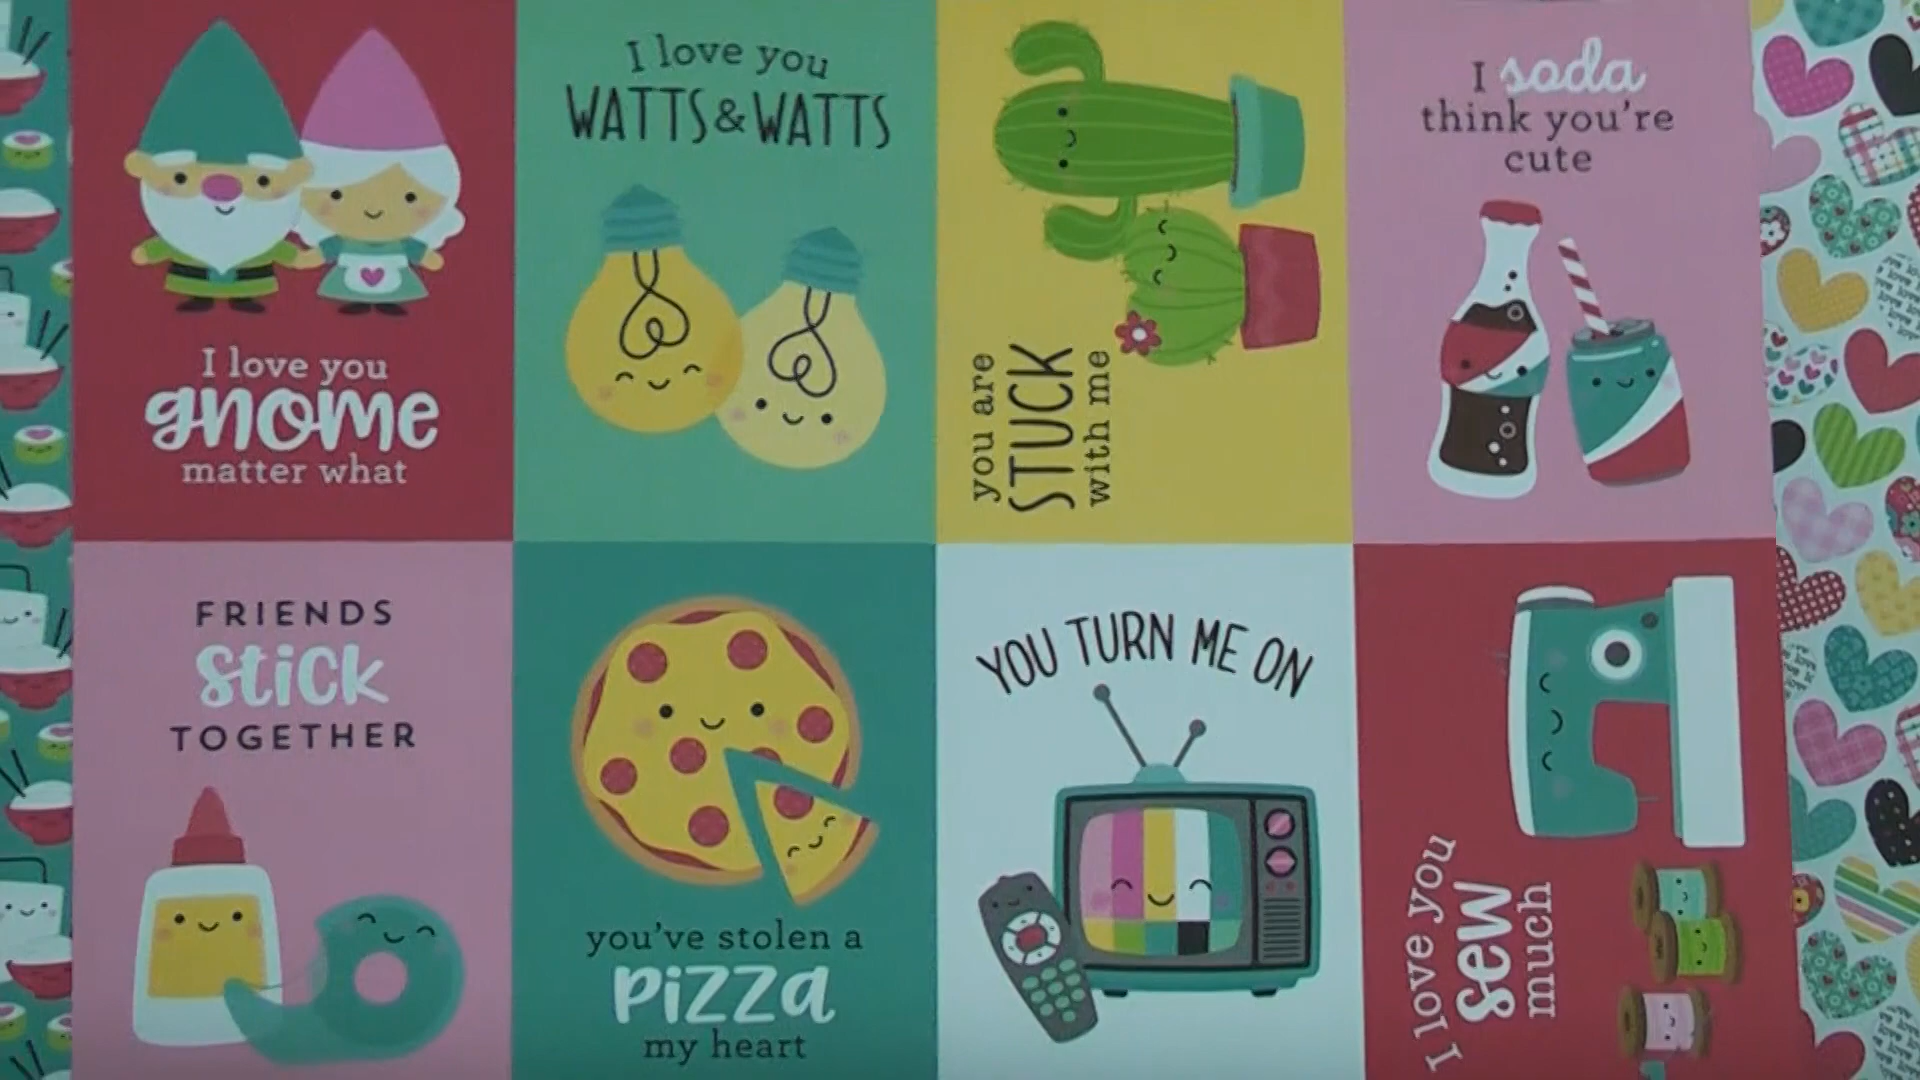 I love you
gnome
matter what
I love you
WATTS & WATTS
you are
STUCK
with me
I soda
think you're
cute
FRIENDS
stick
TOGETHER
you've stolen a
pizza
my heart
YOU TURN ME ON
I love you
sew
much